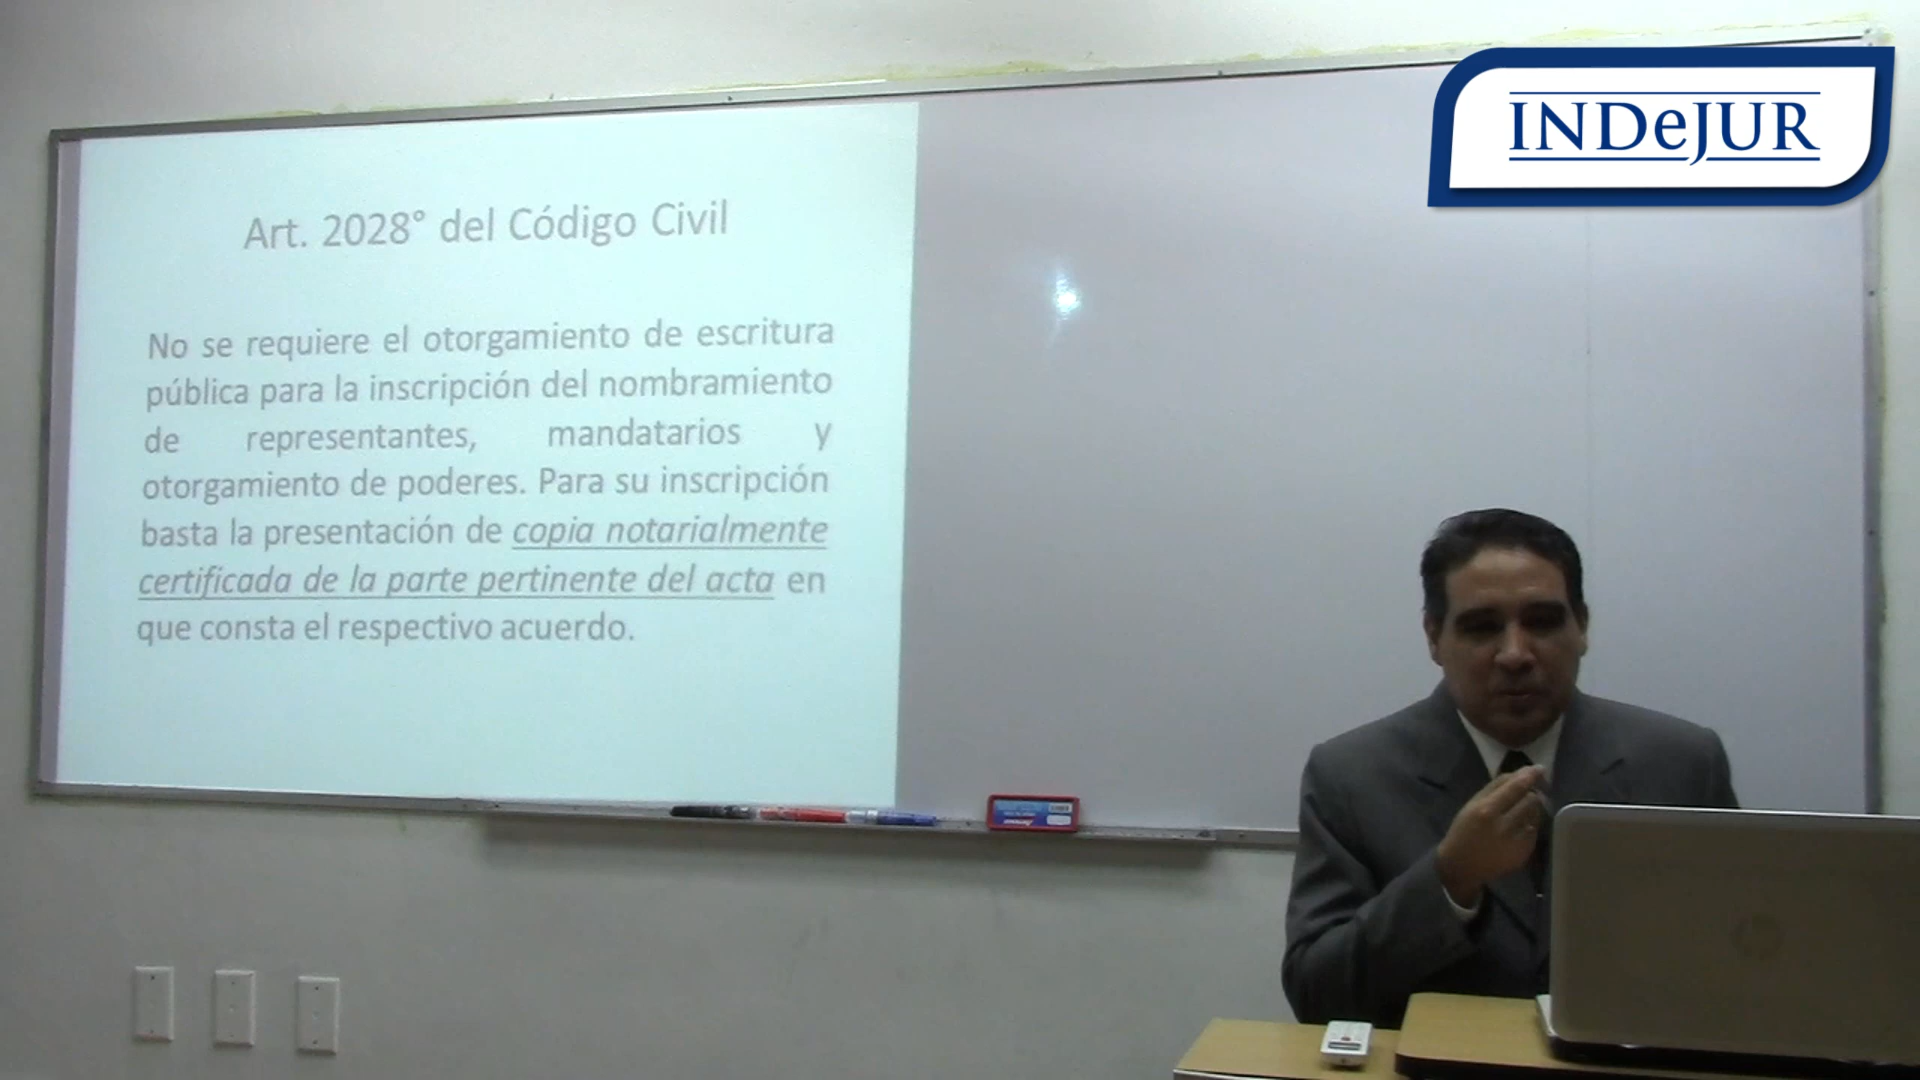 INDeJUR
Art. 2028° del Código Civil
No se requiere el otorgamiento de escritura
pública para la inscripción del nombramiento
de representantes, mandatarios y
otorgamiento de poderes. Para su inscripción
basta la presentación de copia notarialmente
certificada de la parte pertinente del acta en
que consta el respectivo acuerdo.